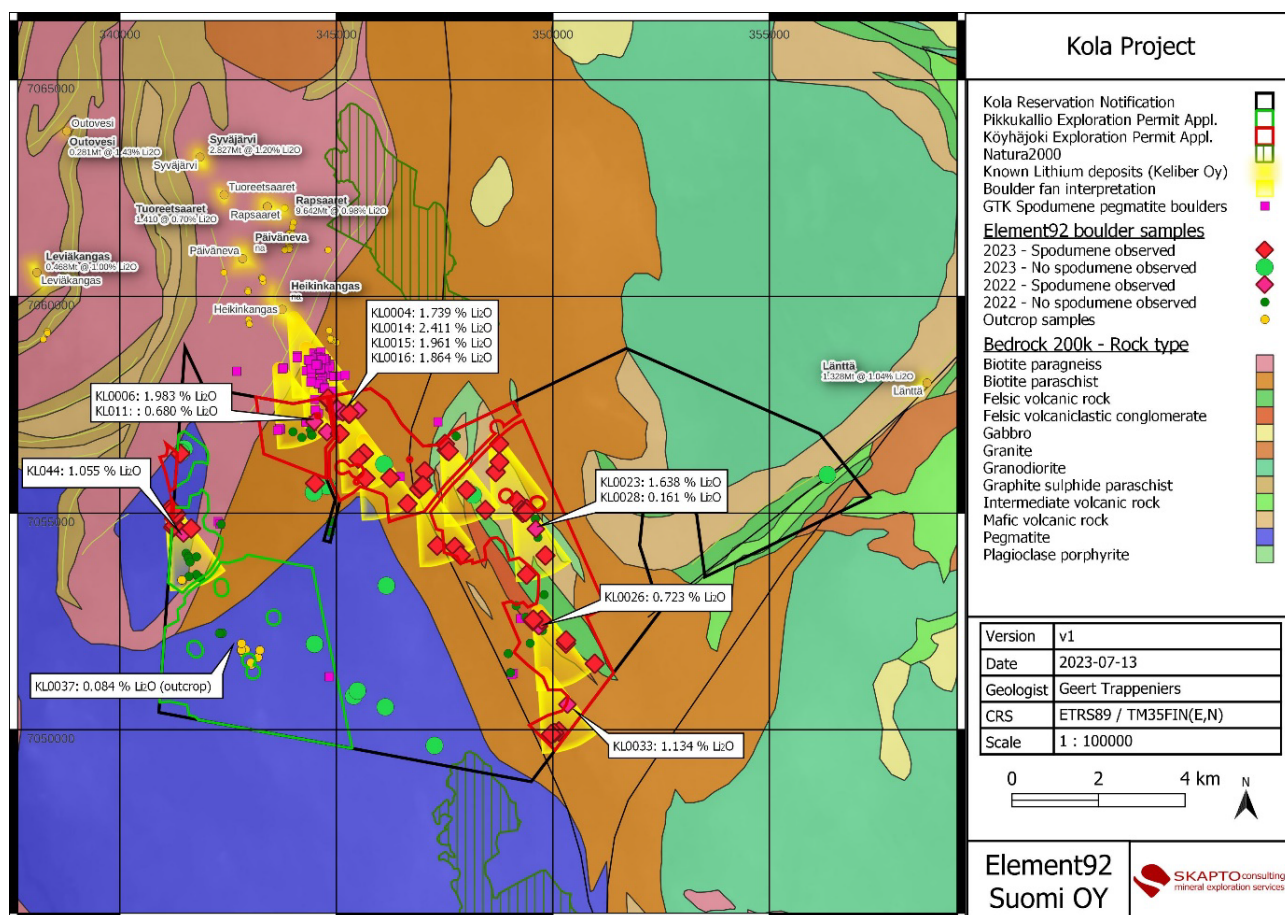 340000
345000
350000
355000
7065000
Outovesi
Outovesi
0.281Mt @ 1.43% Li2O
Syväjärvi
2.827Mt @ 1.20% Li2O
Syväjärvi
Tuoreetsaaret
Tuoreetsaaret
1.410 @ 0.70% Li2O
Rapsaaret
9.642Mt @ 0.98% Li2O
Rapsaaret
Päiväneva
na
Päiväneva
Leviäkangas
0.468Mt @ 1.00% Li2O
Leviäkangas
7060000
Heikinkangas
na
Heikinkangas
KL0004: 1.739 % Li2O
KL0014: 2.411 % Li2O
KL0015: 1.961 % Li2O
KL0016: 1.864 % Li2O
Länttä
1.328Mt @ 1.04% Li2O
Länttä
KL0006: 1.983 % Li2O
KL011: : 0.680 % Li2O
KL044: 1.055 % Li2O
KL0023: 1.638 % Li2O
KL0028: 0.161 % Li2O
7055000
KL0026: 0.723 % Li2O
KL0037: 0.084 % Li2O (outcrop)
7050000
KL0033: 1.134 % Li2O
Kola Project
Kola Reservation Notification
Pikkukallio Exploration Permit Appl.
Köyhäjoki Exploration Permit Appl.
Natura2000
Known Lithium deposits (Keliber Oy)
Boulder fan interpretation
GTK Spodumene pegmatite boulders
Element92 boulder samples
2023 - Spodumene observed
2023 - No spodumene observed
2022 - Spodumene observed
2022 - No spodumene observed
Outcrop samples
Bedrock 200k - Rock type
Biotite paragneiss
Biotite paraschist
Felsic volcanic rock
Felsic volcaniclastic conglomerate
Gabbro
Granite
Granodiorite
Graphite sulphide paraschist
Intermediate volcanic rock
Mafic volcanic rock
Pegmatite
Plagioclase porphyrite
Version v1
Date 2023-07-13
Geologist Geert Trappeniers
CRS ETRS89 / TM35FIN(E,N)
Scale 1 : 100000
0 2 4 km
N
Element92
Suomi OY
SKAPTO consulting
mineral exploration services